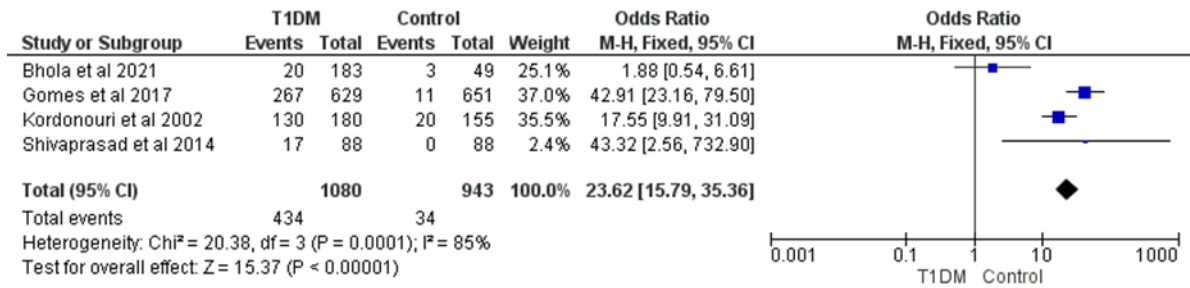 T1DM Control Odds Ratio Odds Ratio
Study or Subgroup Events Total Events Total Weight M-H, Fixed, 95% CI M-H, Fixed, 95% CI
Bhola et al 2021 20 183 3 49 25.1% 1.88 [0.54, 6.61]
Gomes et al 2017 267 629 11 651 37.0% 42.91 [23.16, 79.50]
Kordonouri et al 2002 130 180 20 155 35.5% 17.55 [9.91, 31.09]
Shivaprasad et al 2014 17 88 0 88 2.4% 43.32 [2.56, 732.90]
Total (95% CI) 1080 943 100.0% 23.62 [15.79, 35.36]
Total events 434 34
Heterogeneity: Chi² = 20.38, df = 3 (P = 0.0001); I² = 85%
Test for overall effect: Z = 15.37 (P < 0.00001)
0.001 0.1 1 10 1000
T1DM Control